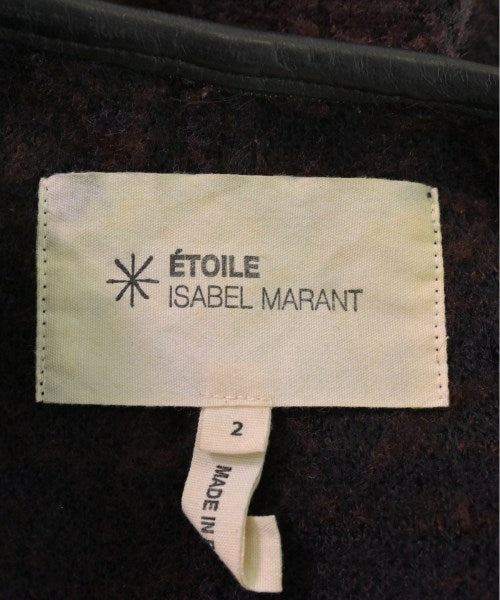 ÉTOILE
ISABEL MARANT
2
MADE IN